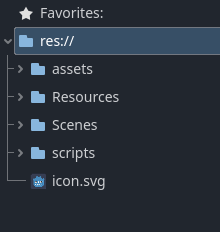 Favorites:
res://
assets
Resources
Scenes
scripts
icon.svg